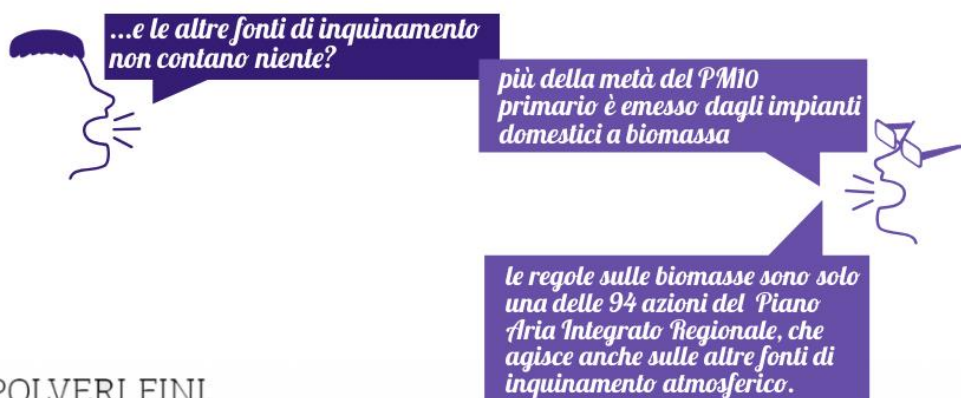 ...e le altre fonti di inquinamento
non contano niente?
più della metà del PM10
primario è emesso dagli impianti
domestici a biomassa
le regole sulle biomasse sono solo
una delle 94 azioni del Piano
Aria Integrato Regionale, che
agisce anche sulle altre fonti di
inquinamento atmosferico.
POLVERI FINI